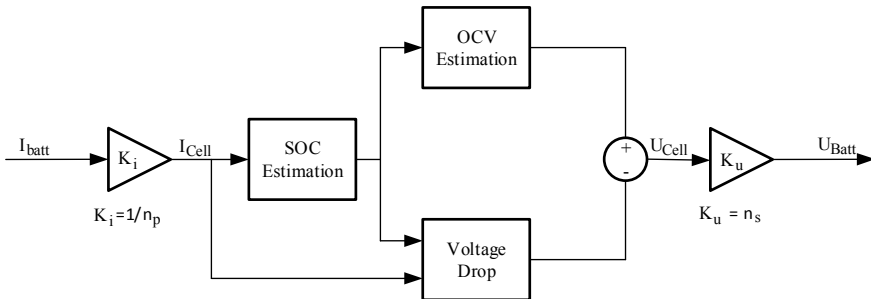 OCV
Estimation
I_batt
K_i
I_Cell
SOC
Estimation
+
-
U_Cell
K_u
U_Batt
K_i=1/n_p
K_u = n_s
Voltage
Drop